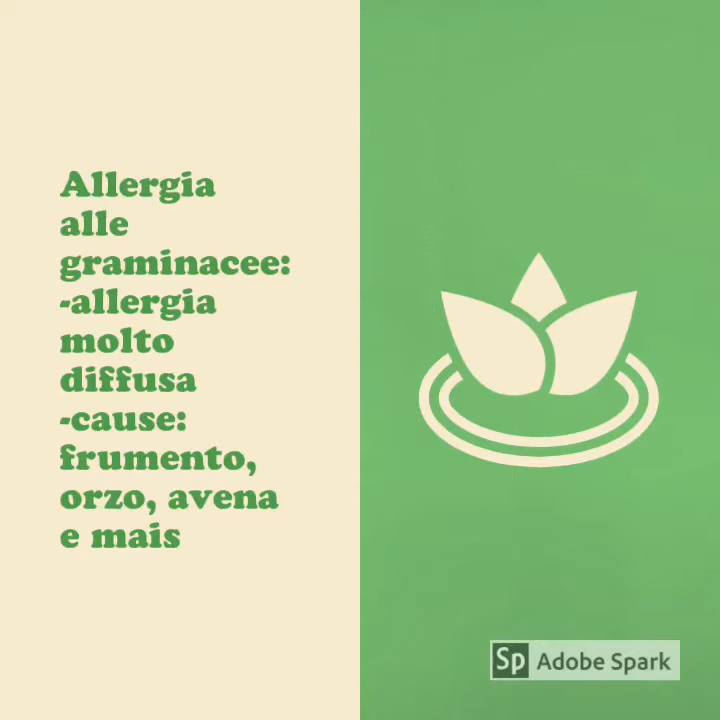 Allergia
alle
graminacee:
-allergia
molto
diffusa
-cause:
frumento,
orzo, avena
e mais
Sp Adobe Spark